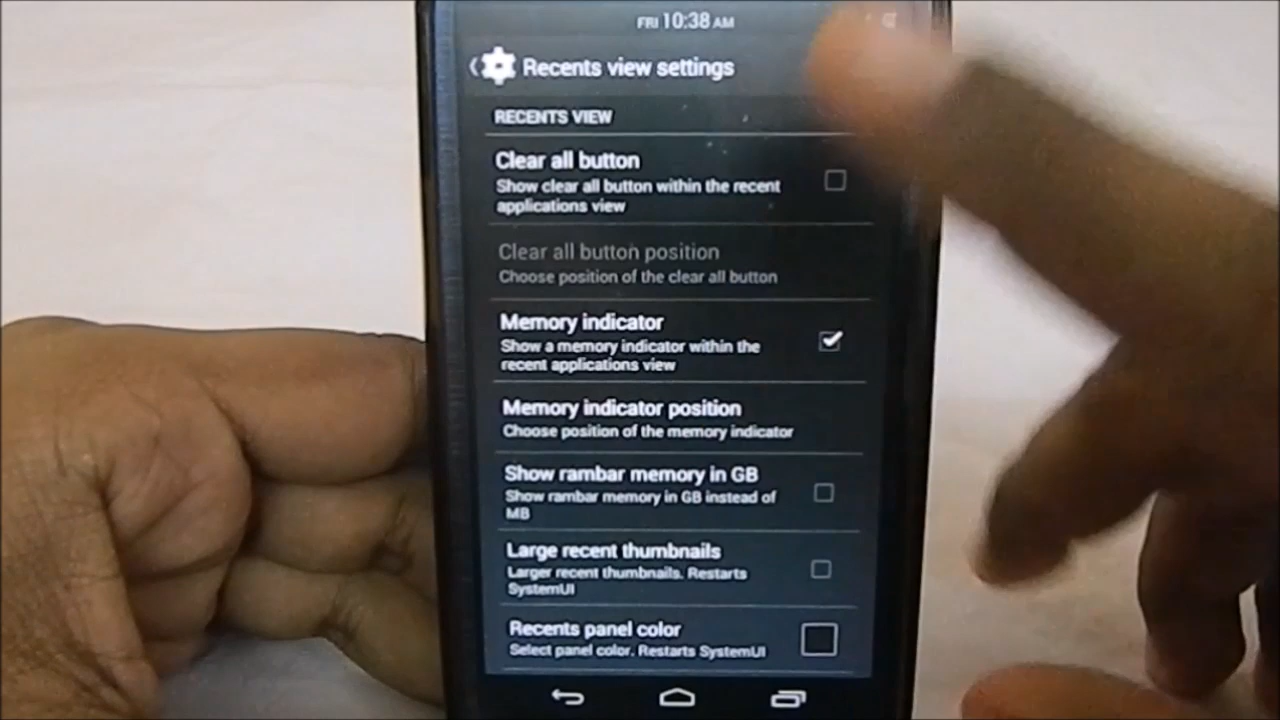 FRI 10:38 AM
Recents view settings
RECENTS VIEW
Clear all button
Show clear all button within the recent
applications view
Clear all button position
Choose position of the clear all button
Memory indicator
Show a memory indicator within the
recent applications view
Memory indicator position
Choose position of the memory indicator
Show rambar memory in GB
Show rambar memory in GB instead of
MB
Large recent thumbnails
Larger recent thumbnails. Restarts
SystemUI
Recents panel color
Select panel color. Restarts SystemUI